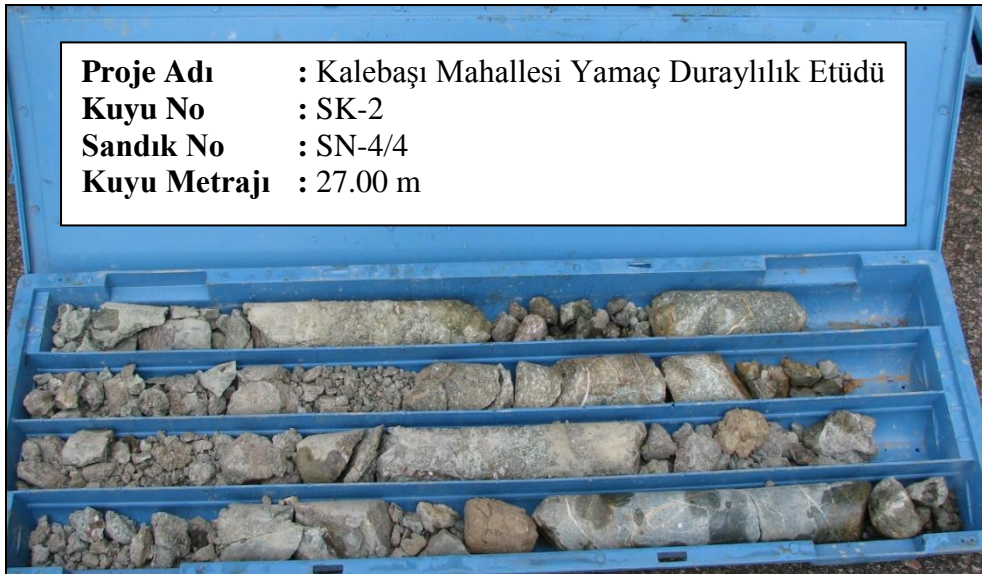 Proje Adı : Kalebaşı Mahallesi Yamaç Duraylılık Etüdü
Kuyu No : SK-2
Sandık No : SN-4/4
Kuyu Metrajı : 27.00 m